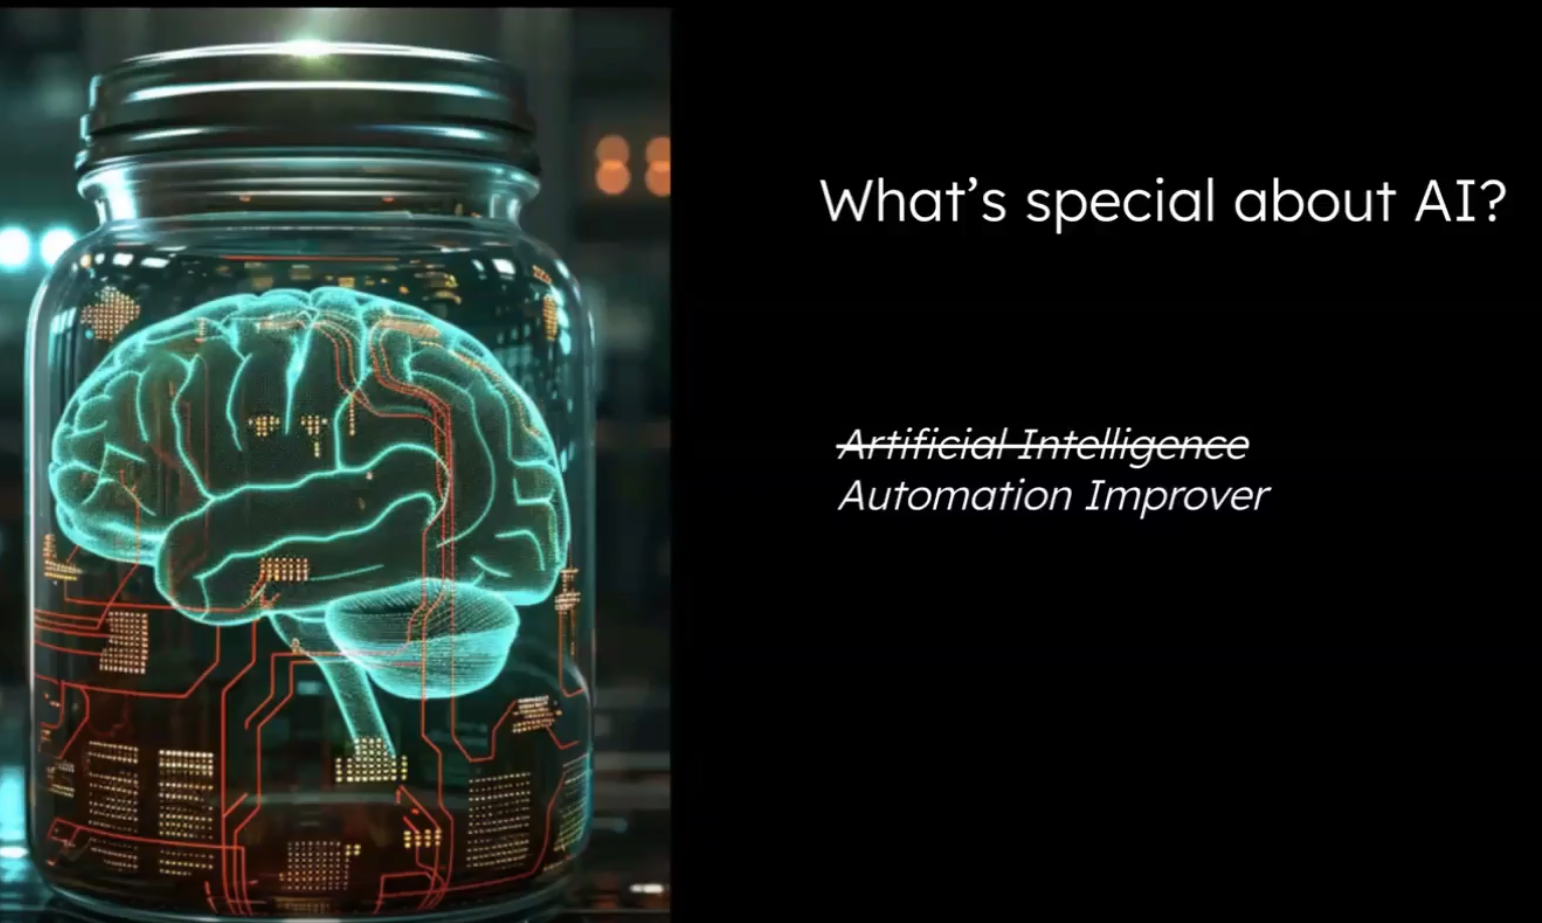 What's special about AI?
Artificial Intelligence
Automation Improver